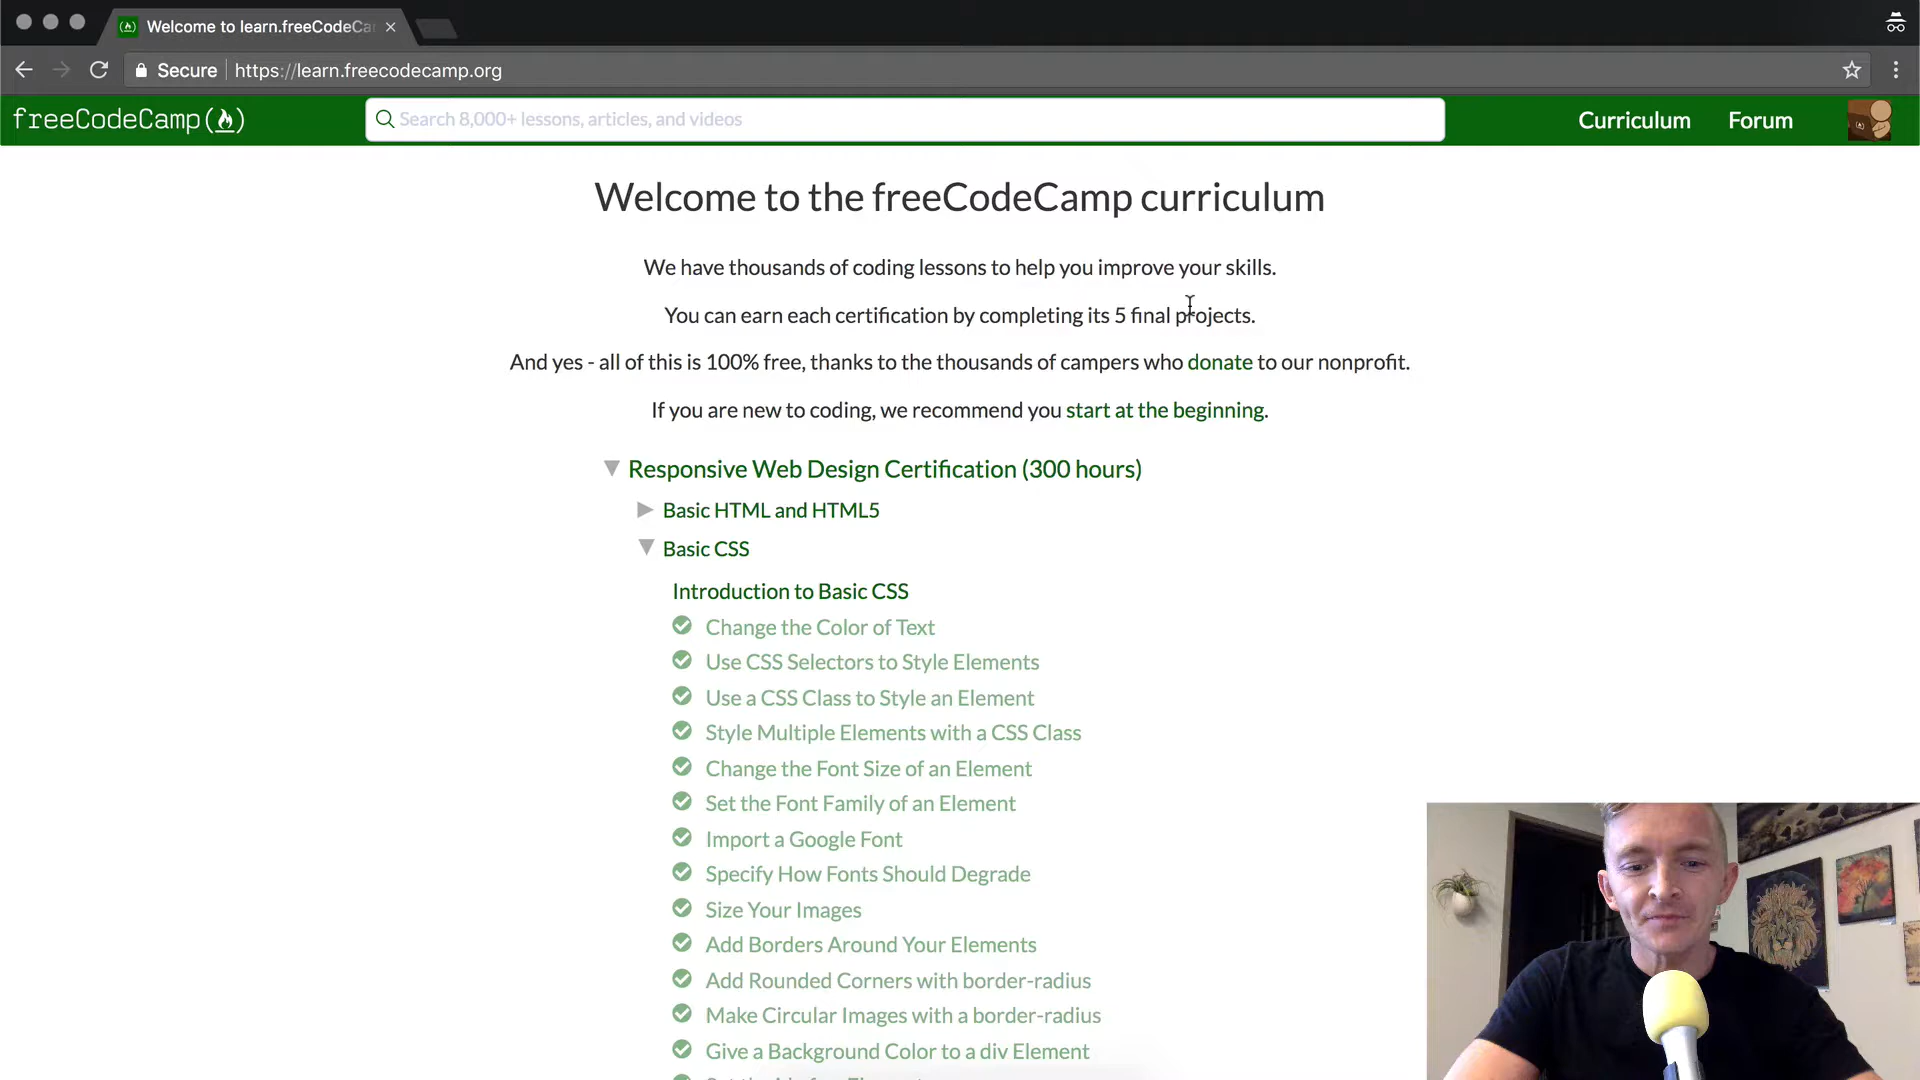 Welcome to learn.freeCodeCa
Secure https://learn.freecodecamp.org
freeCodeCamp
Search 8,000+ lessons, articles, and videos
Curriculum
Forum
Welcome to the freeCodeCamp curriculum
We have thousands of coding lessons to help you improve your skills.
You can earn each certification by completing its 5 final projects.
And yes - all of this is 100% free, thanks to the thousands of campers who donate to our nonprofit.
If you are new to coding, we recommend you start at the beginning.
Responsive Web Design Certification (300 hours)
Basic HTML and HTML5
Basic CSS
Introduction to Basic CSS
Change the Color of Text
Use CSS Selectors to Style Elements
Use a CSS Class to Style an Element
Style Multiple Elements with a CSS Class
Change the Font Size of an Element
Set the Font Family of an Element
Import a Google Font
Specify How Fonts Should Degrade
Size Your Images
Add Borders Around Your Elements
Add Rounded Corners with border-radius
Make Circular Images with a border-radius
Give a Background Color to a div Element